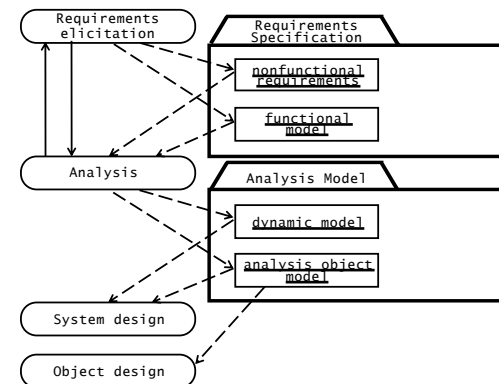 Requirements
elicitation
Requirements
Specification
nonfunctional
requirements
functional
model
Analysis
Analysis Model
dynamic model
analysis object
model
System design
Object design